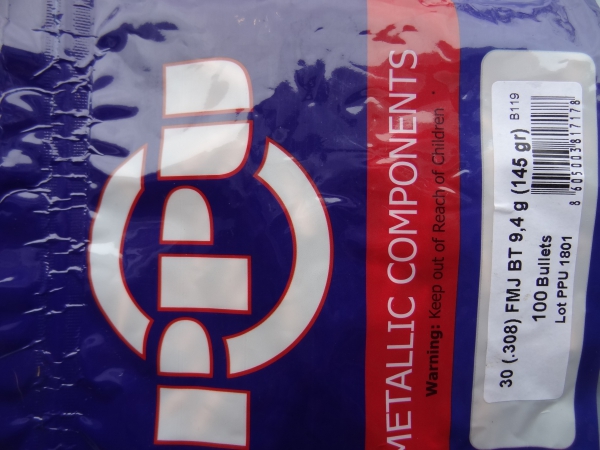 PPU
METALLIC COMPONENTS
Warning: Keep out of Reach of Children
30 (.308) FMJ BT 9,4 g (145 gr) B119
100 Bullets
Lot PPU 1801
8 605003 817178